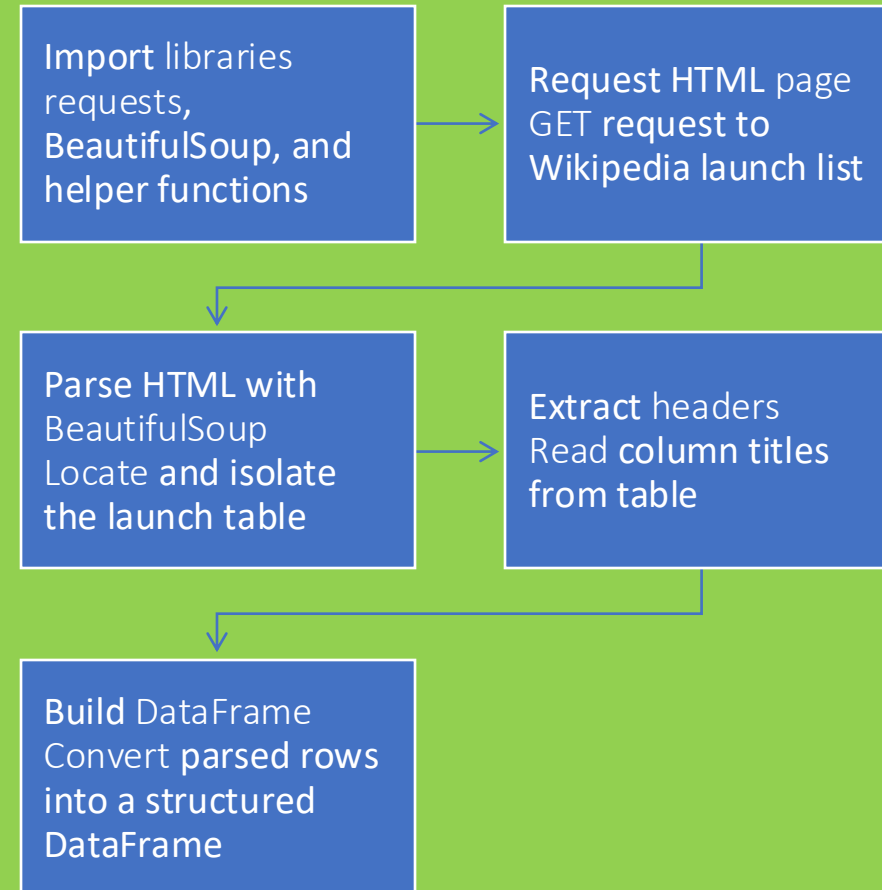 Import libraries
requests,
BeautifulSoup, and
helper functions
Request HTML page
GET request to
Wikipedia launch list
Parse HTML with
BeautifulSoup
Locate and isolate
the launch table
Extract headers
Read column titles
from table
Build DataFrame
Convert parsed rows
into a structured
DataFrame